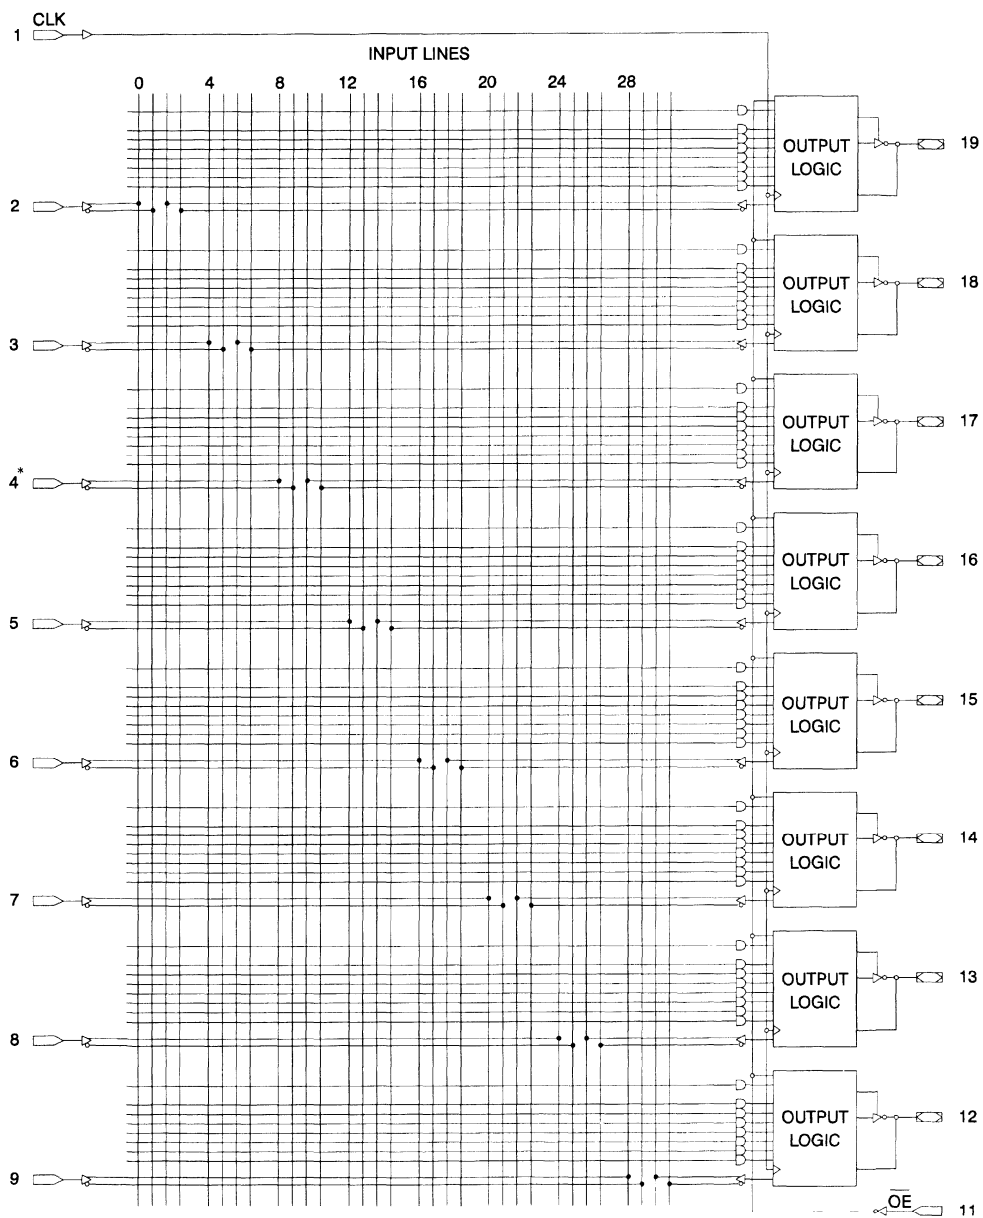 CLK
1
INPUT LINES
0 4 8 12 16 20 24 28
OUTPUT
LOGIC
19
2
OUTPUT
LOGIC
18
3
OUTPUT
LOGIC
17
*
4
OUTPUT
LOGIC
16
5
OUTPUT
LOGIC
15
6
OUTPUT
LOGIC
14
7
OUTPUT
LOGIC
13
8
OUTPUT
LOGIC
12
9
O̅E̅
11